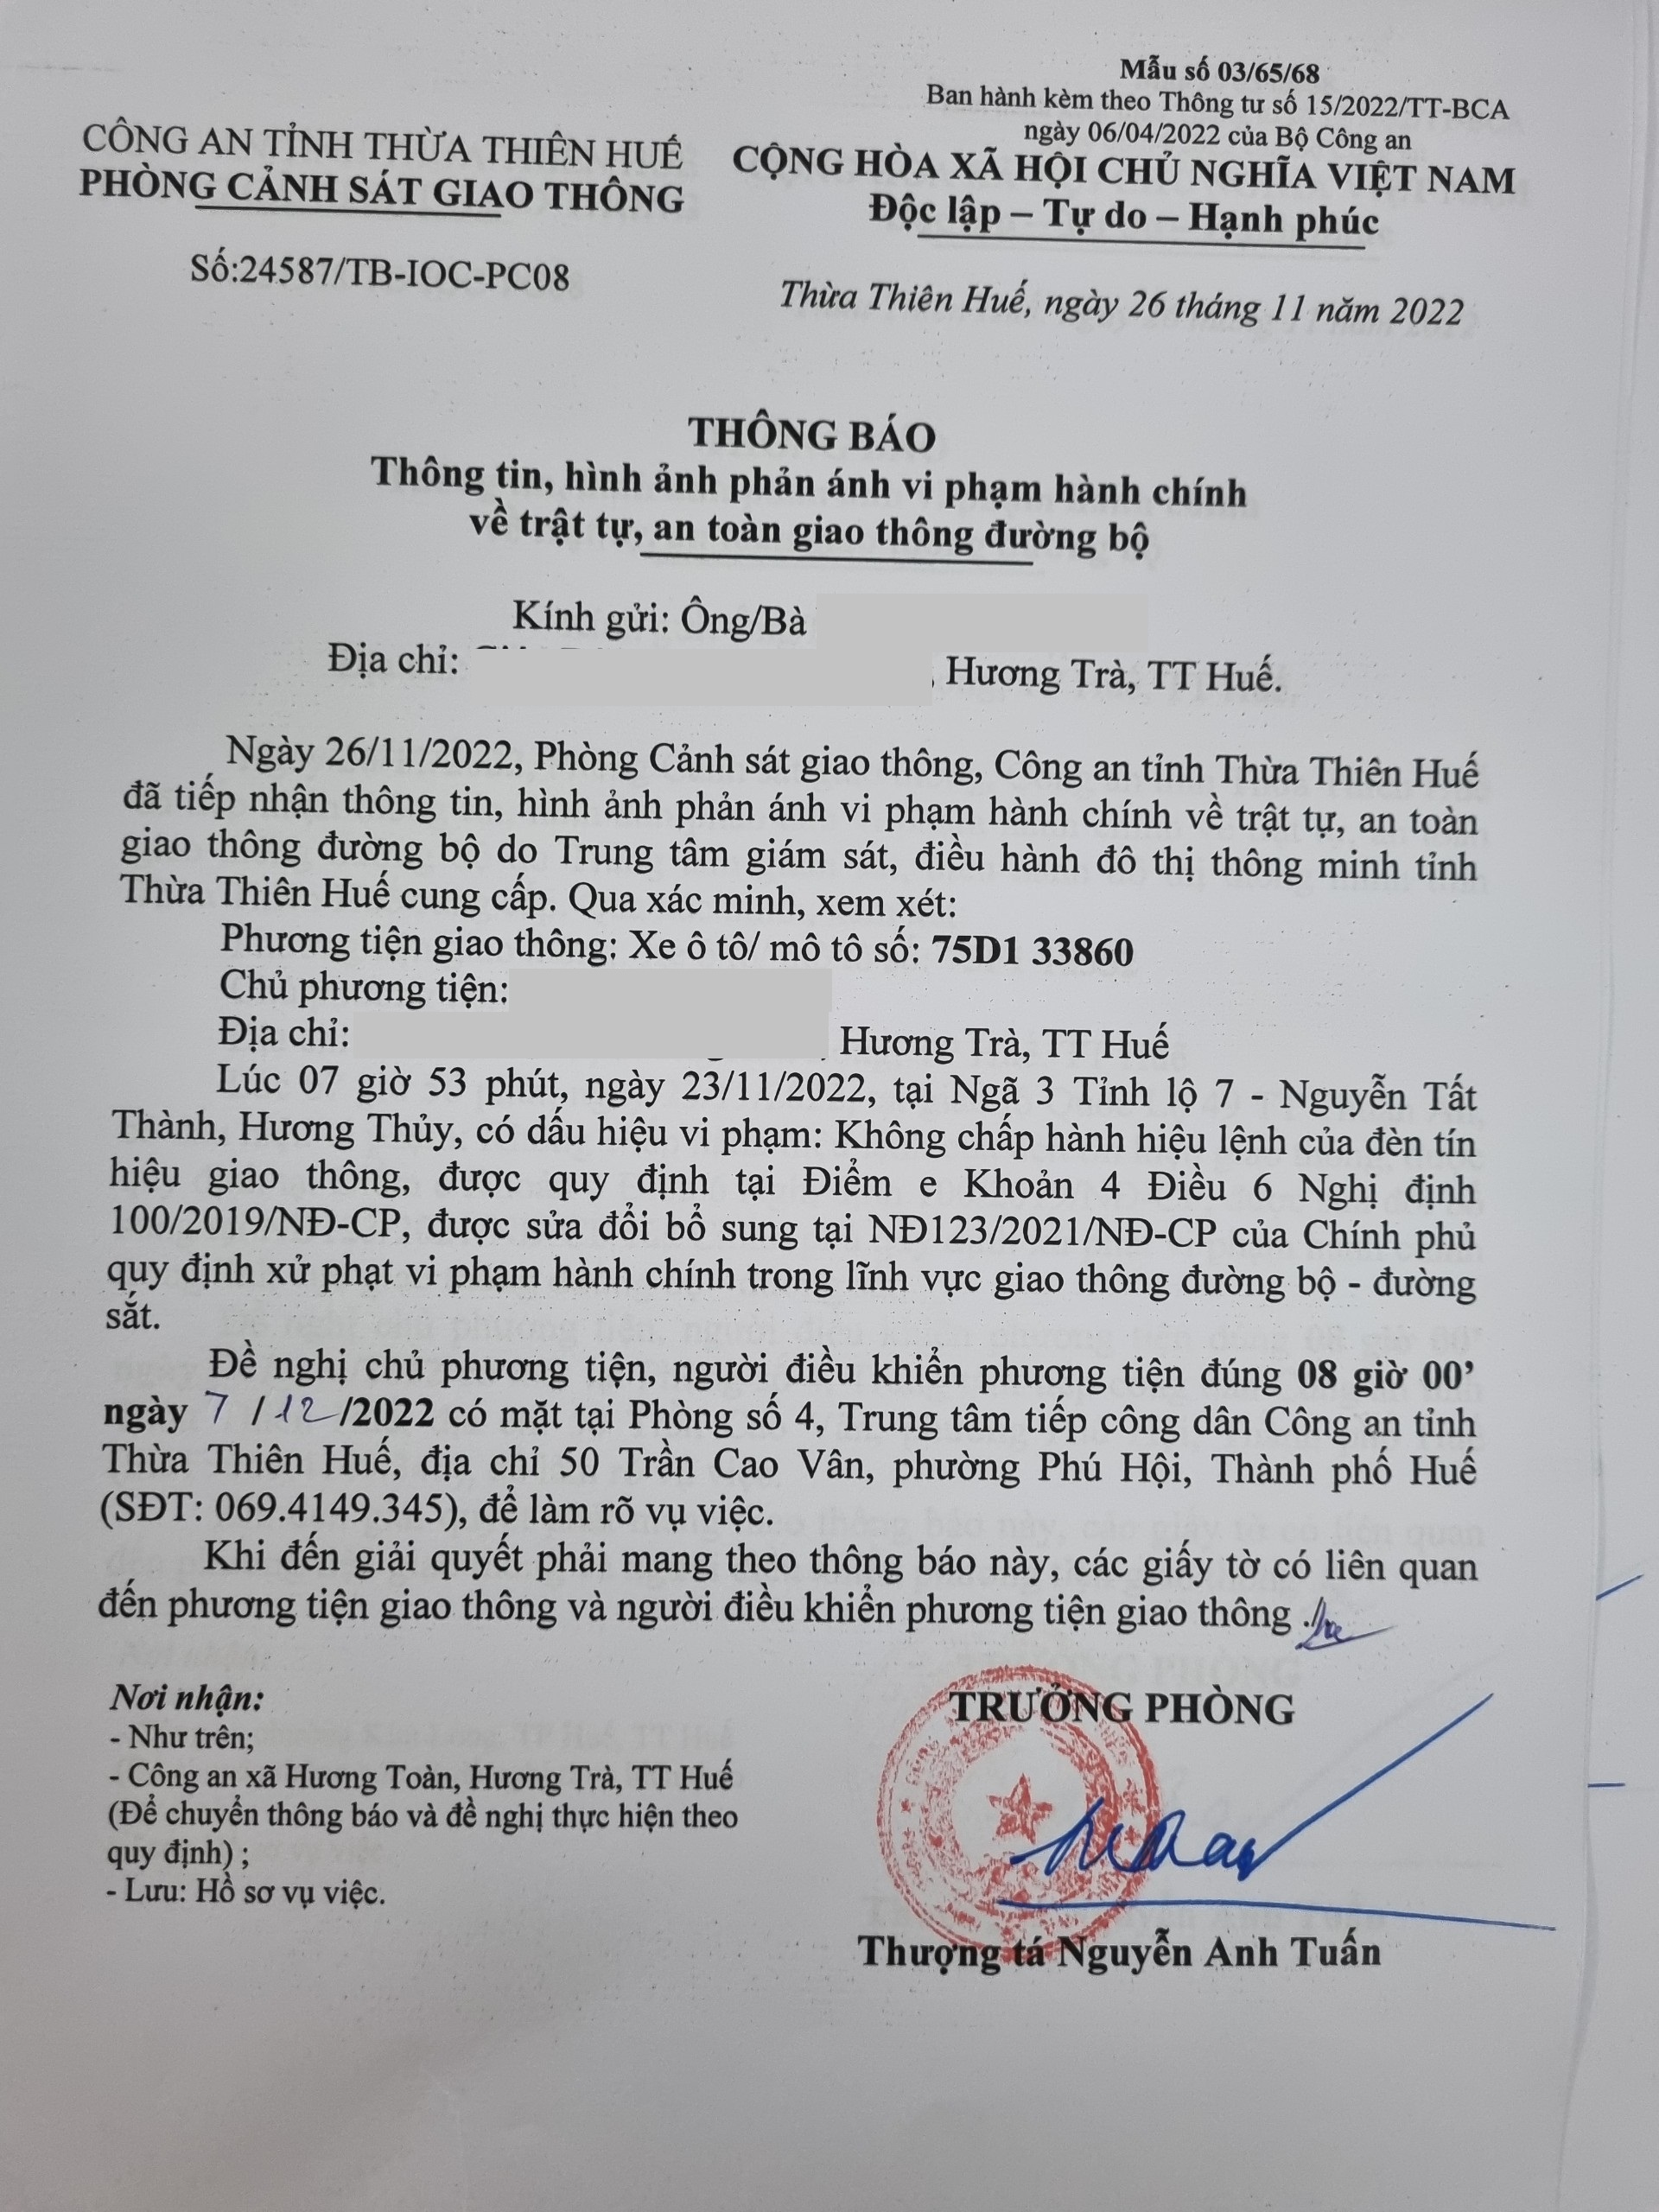 Mẫu số 03/65/68
Ban hành kèm theo Thông tư số 15/2022/TT-BCA
ngày 06/04/2022 của Bộ Công an
CÔNG AN TỈNH THỪA THIÊN HUẾ
PHÒNG CẢNH SÁT GIAO THÔNG
CỘNG HÒA XÃ HỘI CHỦ NGHĨA VIỆT NAM
Độc lập – Tự do – Hạnh phúc
Số:24587/TB-IOC-PC08
Thừa Thiên Huế, ngày 26 tháng 11 năm 2022
THÔNG BÁO
Thông tin, hình ảnh phản ánh vi phạm hành chính
về trật tự, an toàn giao thông đường bộ
Kính gửi: Ông/Bà
Địa chỉ: , Hương Trà, TT Huế.
Ngày 26/11/2022, Phòng Cảnh sát giao thông, Công an tỉnh Thừa Thiên Huế
đã tiếp nhận thông tin, hình ảnh phản ánh vi phạm hành chính về trật tự, an toàn
giao thông đường bộ do Trung tâm giám sát, điều hành đô thị thông minh tỉnh
Thừa Thiên Huế cung cấp. Qua xác minh, xem xét:
Phương tiện giao thông: Xe ô tô/ mô tô số: 75D1 33860
Chủ phương tiện:
Địa chỉ: , Hương Trà, TT Huế
Lúc 07 giờ 53 phút, ngày 23/11/2022, tại Ngã 3 Tỉnh lộ 7 - Nguyễn Tất
Thành, Hương Thủy, có dấu hiệu vi phạm: Không chấp hành hiệu lệnh của đèn tín
hiệu giao thông, được quy định tại Điểm e Khoản 4 Điều 6 Nghị định
100/2019/NĐ-CP, được sửa đổi bổ sung tại NĐ123/2021/NĐ-CP của Chính phủ
quy định xử phạt vi phạm hành chính trong lĩnh vực giao thông đường bộ - đường
sắt.
Đề nghị chủ phương tiện, người điều khiển phương tiện đúng 08 giờ 00’
ngày 7 /12/2022 có mặt tại Phòng số 4, Trung tâm tiếp công dân Công an tỉnh
Thừa Thiên Huế, địa chỉ 50 Trần Cao Vân, phường Phú Hội, Thành phố Huế
(SĐT: 069.4149.345), để làm rõ vụ việc.
Khi đến giải quyết phải mang theo thông báo này, các giấy tờ có liên quan
đến phương tiện giao thông và người điều khiển phương tiện giao thông ./.
Nơi nhận:
- Như trên;
- Công an xã Hương Toàn, Hương Trà, TT Huế
(Để chuyển thông báo và đề nghị thực hiện theo
quy định) ;
- Lưu: Hồ sơ vụ việc.
TRƯỞNG PHÒNG
Thượng tá Nguyễn Anh Tuấn